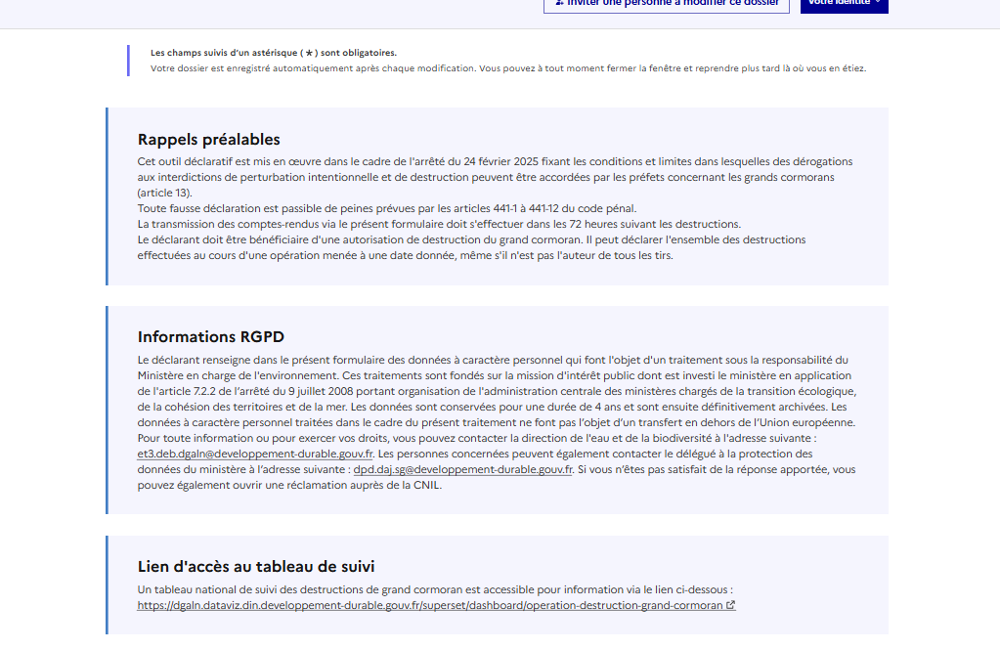 Inviter une personne à modifier ce dossier
Votre identité
Les champs suivis d’un astérisque ( * ) sont obligatoires.
Votre dossier est enregistré automatiquement après chaque modification. Vous pouvez à tout moment fermer la fenêtre et reprendre plus tard là où vous en étiez.
Rappels préalables
Cet outil déclaratif est mis en œuvre dans le cadre de l'arrêté du 24 février 2025 fixant les conditions et limites dans lesquelles des dérogations
aux interdictions de perturbation intentionnelle et de destruction peuvent être accordées par les préfets concernant les grands cormorans
(article 13).
Toute fausse déclaration est passible de peines prévues par les articles 441-1 à 441-12 du code pénal.
La transmission des comptes-rendus via le présent formulaire doit s'effectuer dans les 72 heures suivant les destructions.
Le déclarant doit être bénéficiaire d'une autorisation de destruction du grand cormoran. Il peut déclarer l'ensemble des destructions
effectuées au cours d'une opération menée à une date donnée, même s'il n'est pas l'auteur de tous les tirs.
Informations RGPD
Le déclarant renseigne dans le présent formulaire des données à caractère personnel qui font l'objet d'un traitement sous la responsabilité du
Ministère en charge de l'environnement. Ces traitements sont fondés sur la mission d'intérêt public dont est investi le ministère en application
de l'article 7.2.2 de l’arrêté du 9 juillet 2008 portant organisation de l'administration centrale des ministères chargés de la transition écologique,
de la cohésion des territoires et de la mer. Les données sont conservées pour une durée de 4 ans et sont ensuite définitivement archivées. Les
données à caractère personnel traitées dans le cadre du présent traitement ne font pas l’objet d’un transfert en dehors de l’Union européenne.
Pour toute information ou pour exercer vos droits, vous pouvez contacter la direction de l'eau et de la biodiversité à l'adresse suivante :
et3.deb.dgaln@developpement-durable.gouv.fr. Les personnes concernées peuvent également contacter le délégué à la protection des
données du ministère à l’adresse suivante : dpd.daj.sg@developpement-durable.gouv.fr. Si vous n’êtes pas satisfait de la réponse apportée, vous
pouvez également ouvrir une réclamation auprès de la CNIL.
Lien d'accès au tableau de suivi
Un tableau national de suivi des destructions de grand cormoran est accessible pour information via le lien ci-dessous :
https://dgaln.dataviz.din.developpement-durable.gouv.fr/superset/dashboard/operation-destruction-grand-cormoran